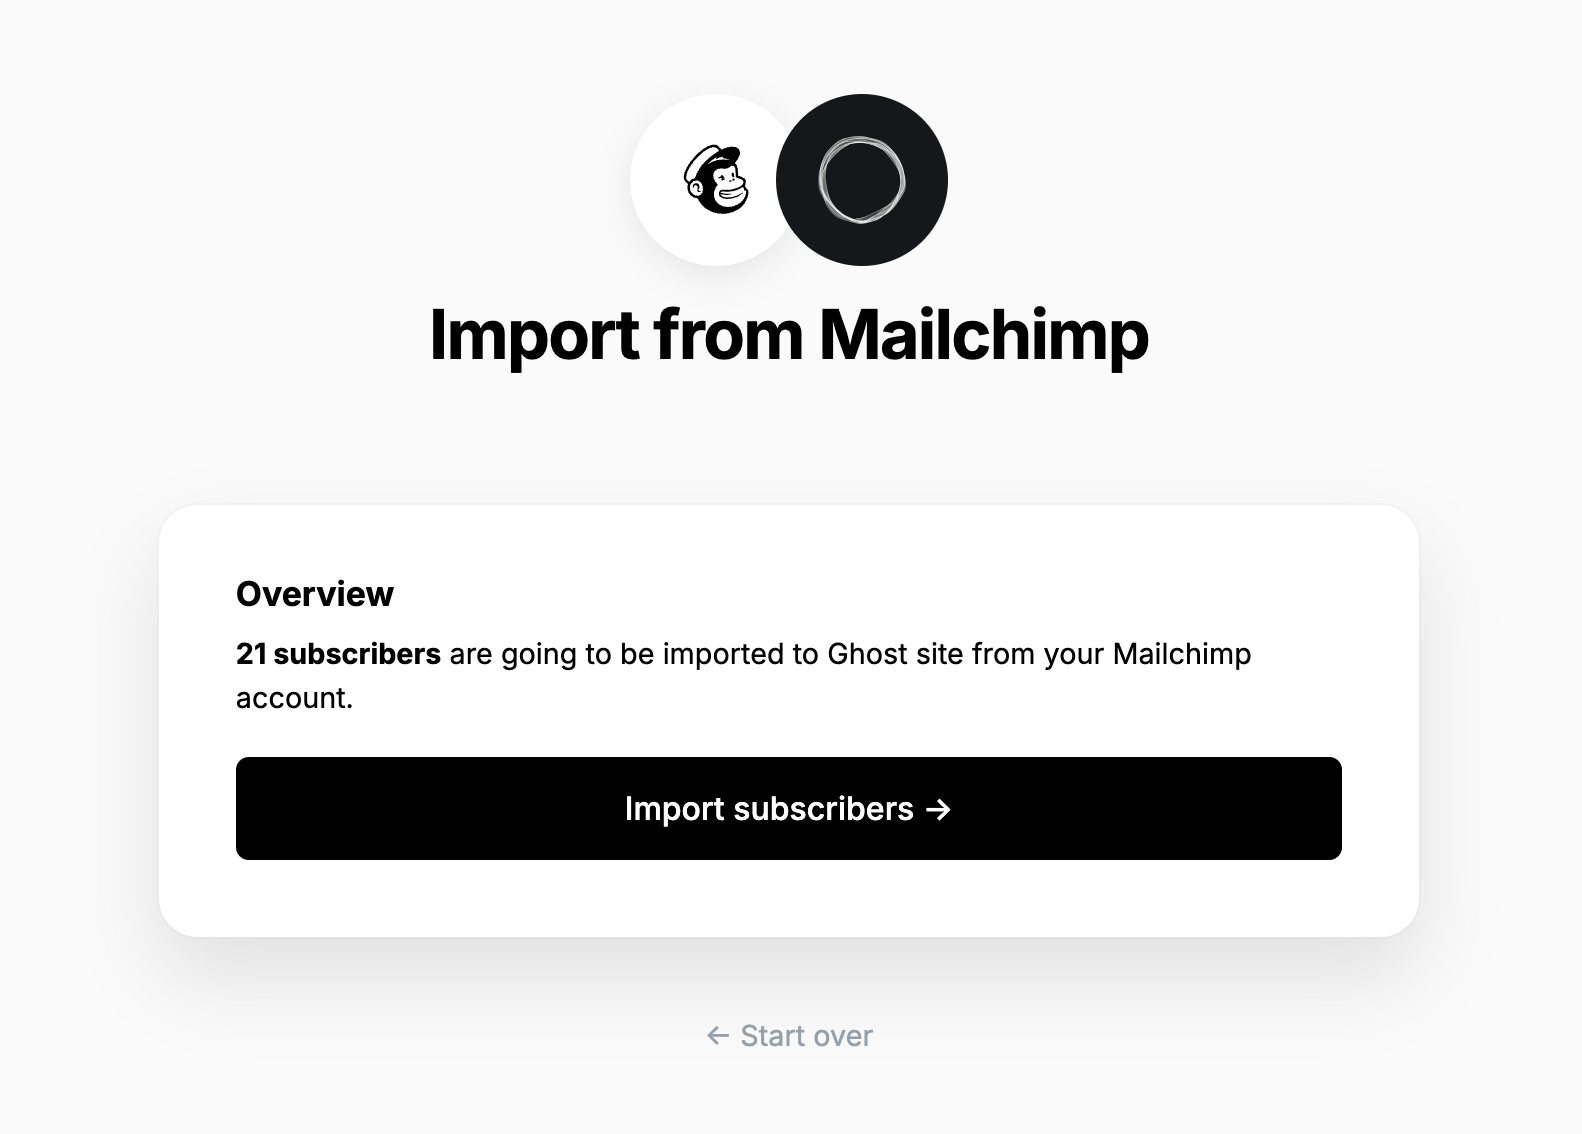 Import from Mailchimp
Overview
21 subscribers are going to be imported to Ghost site from your Mailchimp
account.
Import subscribers →
← Start over